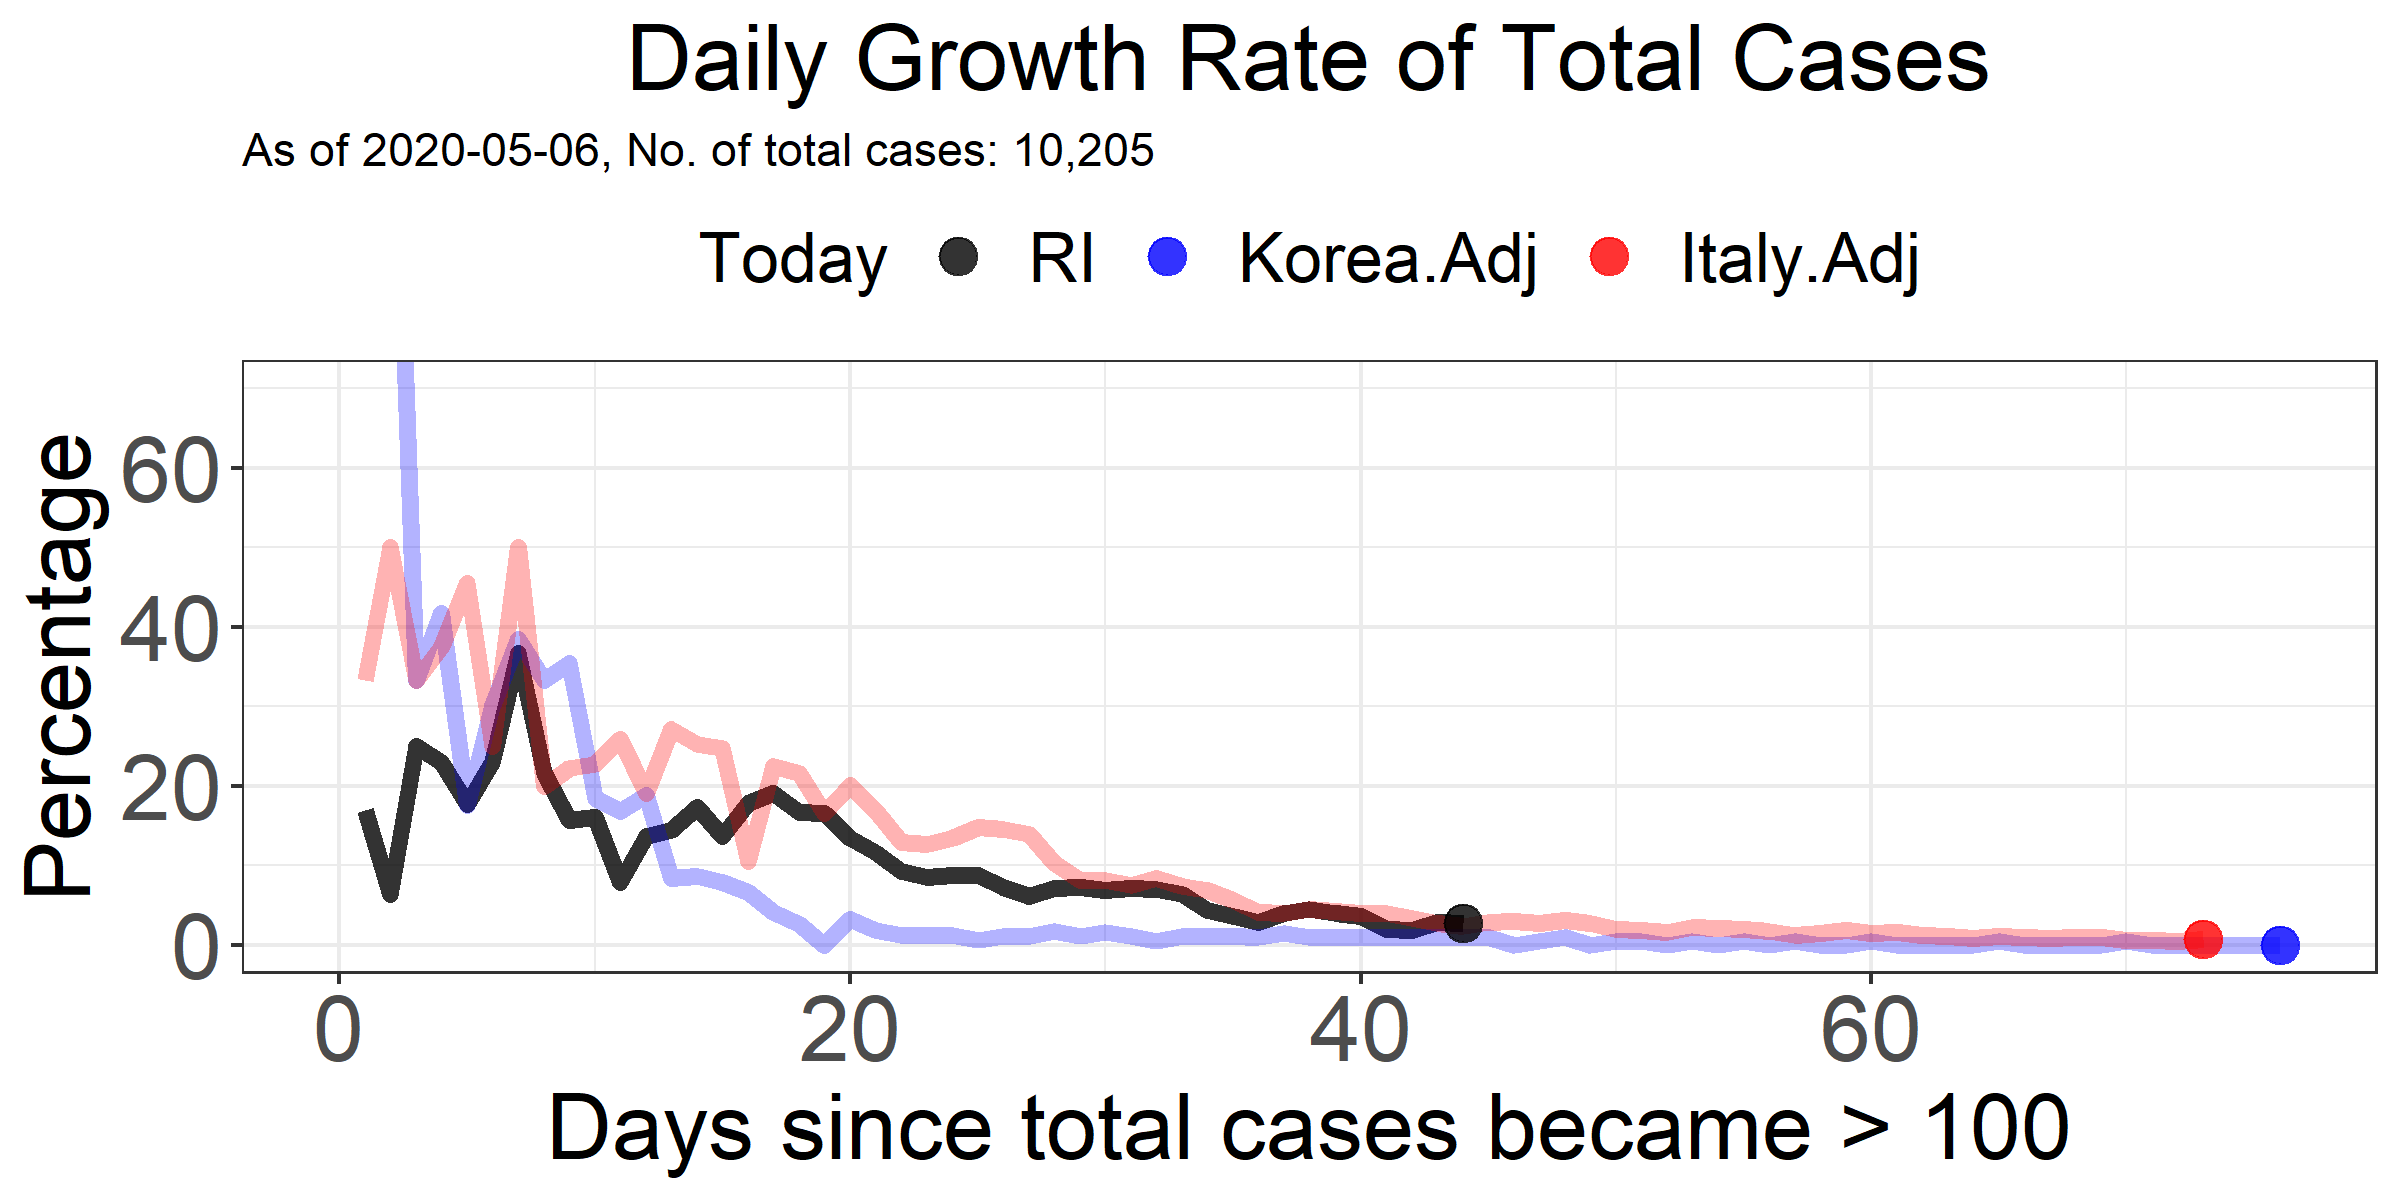 Daily Growth Rate of Total Cases
As of 2020-05-06, No. of total cases: 10,205
Today RI Korea.Adj Italy.Adj
Percentage
60
40
20
0
0 20 40 60
Days since total cases became > 100